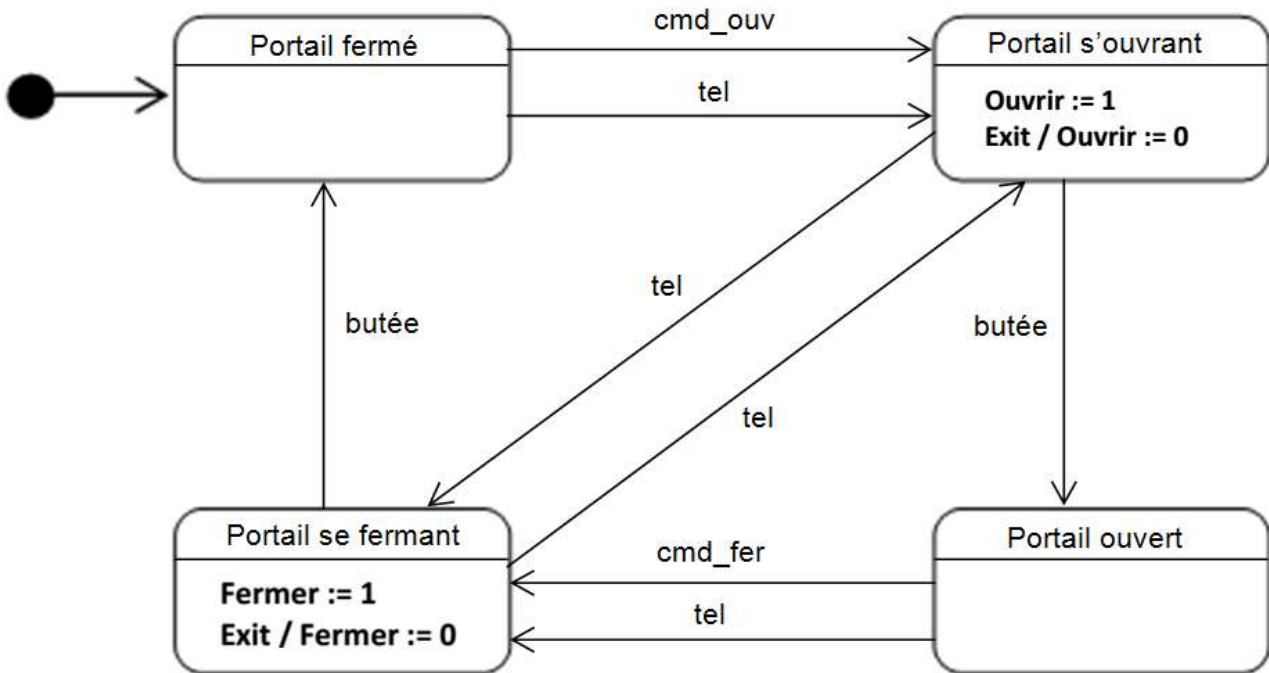 cmd_ouv
Portail fermé
Portail s’ouvrant
tel
Ouvrir := 1
Exit / Ouvrir := 0
tel
butée
butée
tel
Portail se fermant
cmd_fer
Portail ouvert
Fermer := 1
Exit / Fermer := 0
tel